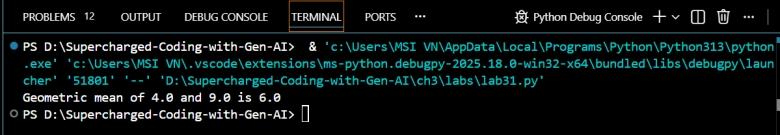 PROBLEMS 12 OUTPUT DEBUG CONSOLE TERMINAL PORTS ··· Python Debug Console
PS D:\Supercharged-Coding-with-Gen-AI>  & 'c:\Users\MSI VN\AppData\Local\Programs\Python\Python313\python
.exe' 'c:\Users\MSI VN\.vscode\extensions\ms-python.debugpy-2025.18.0-win32-x64\bundled\libs\debugpy\laun
cher' '51801' '--' 'D:\Supercharged-Coding-with-Gen-AI\ch3\labs\lab31.py'
Geometric mean of 4.0 and 9.0 is 6.0
PS D:\Supercharged-Coding-with-Gen-AI>